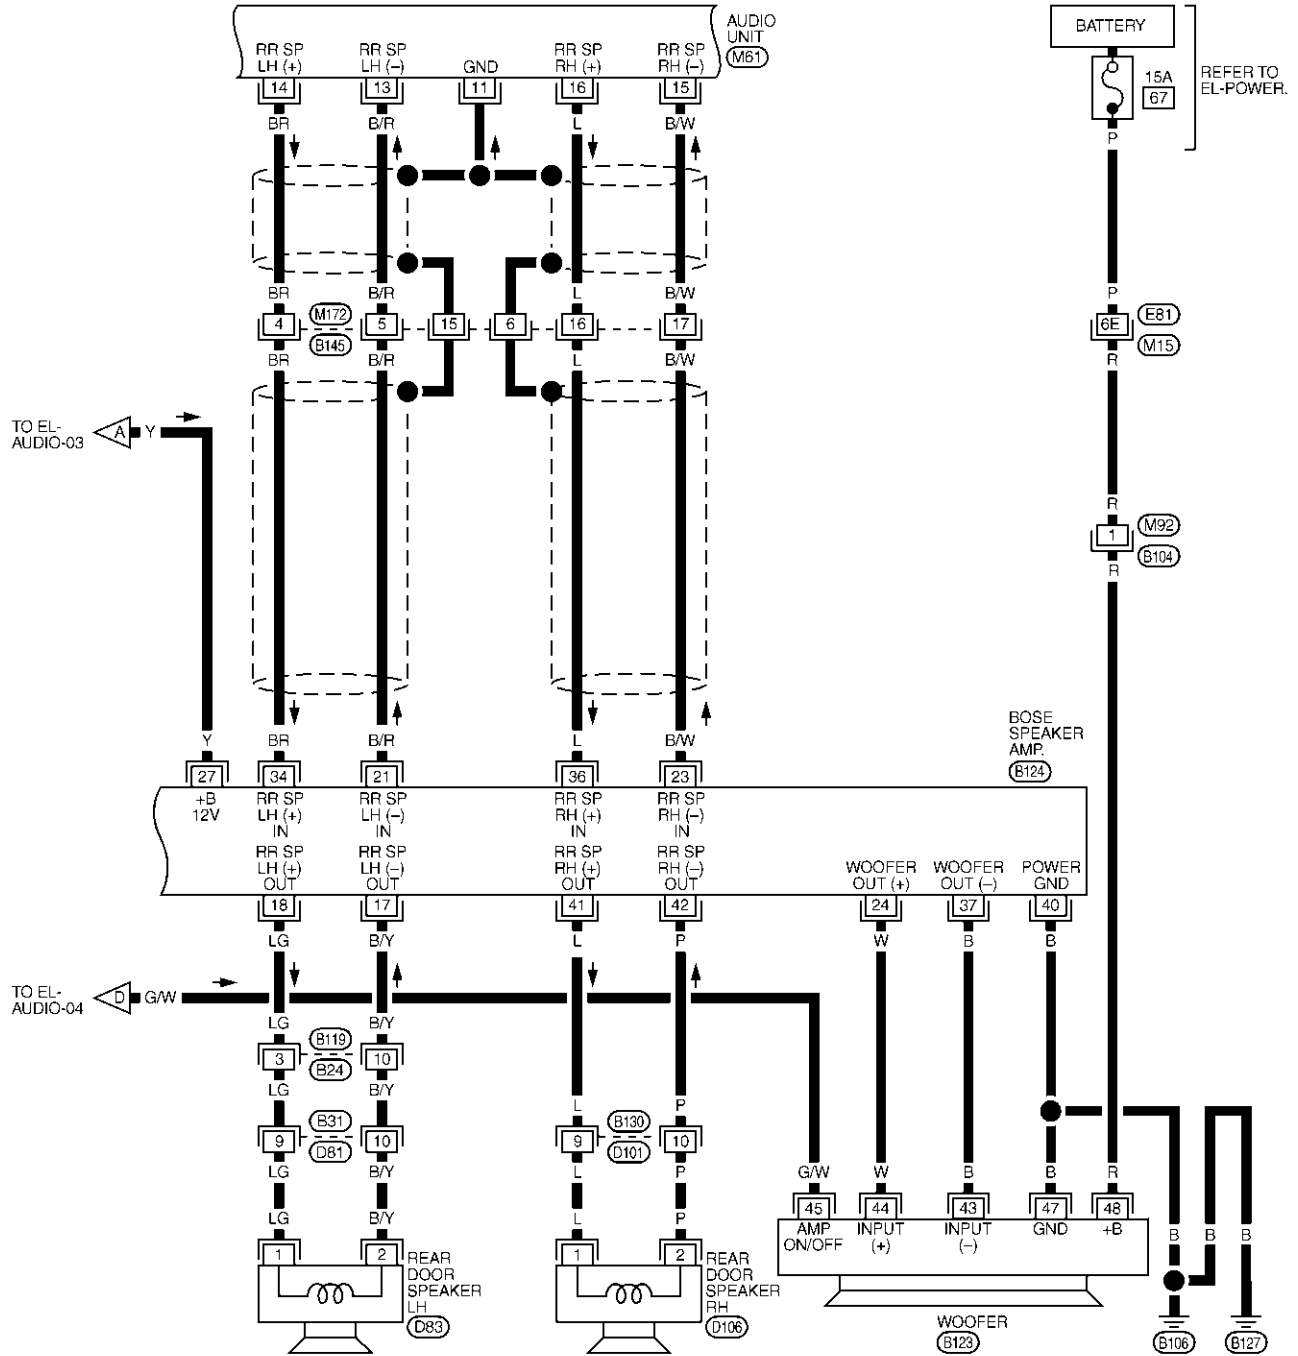 AUDIO
UNIT
M61
RR SP
LH (+)
RR SP
LH (–)
GND
RR SP
RH (+)
RR SP
RH (–)
14
13
11
16
15
BR
B/R
L
B/W
BATTERY
15A
67
REFER TO
EL-POWER.
P
BR
B/R
L
B/W
P
4
M172
B145
5
15
6
16
17
6E
E81
M15
BR
B/R
L
B/W
R
TO EL-
AUDIO-03
A
Y
R
1
M92
B104
R
Y
BR
B/R
L
B/W
BOSE
SPEAKER
AMP.
B124
27
34
21
36
23
+B
12V
RR SP
LH (+)
IN
RR SP
LH (–)
IN
RR SP
RH (+)
IN
RR SP
RH (–)
IN
RR SP
LH (+)
OUT
RR SP
LH (–)
OUT
RR SP
RH (+)
OUT
RR SP
RH (–)
OUT
WOOFER
OUT (+)
WOOFER
OUT (–)
POWER
GND
18
17
41
42
24
37
40
LG
B/Y
L
P
W
B
B
TO EL-
AUDIO-04
D
G/W
LG
B/Y
3
B119
B24
10
LG
B/Y
L
P
9
B31
D81
10
9
B130
D101
10
LG
B/Y
L
P
G/W
W
B
B
R
LG
B/Y
L
P
45
44
43
47
48
AMP
ON/OFF
INPUT
(+)
INPUT
(–)
GND
+B
B
B
B
1
2
REAR
DOOR
SPEAKER
LH
D83
1
2
REAR
DOOR
SPEAKER
RH
D106
WOOFER
B123
B106
B127